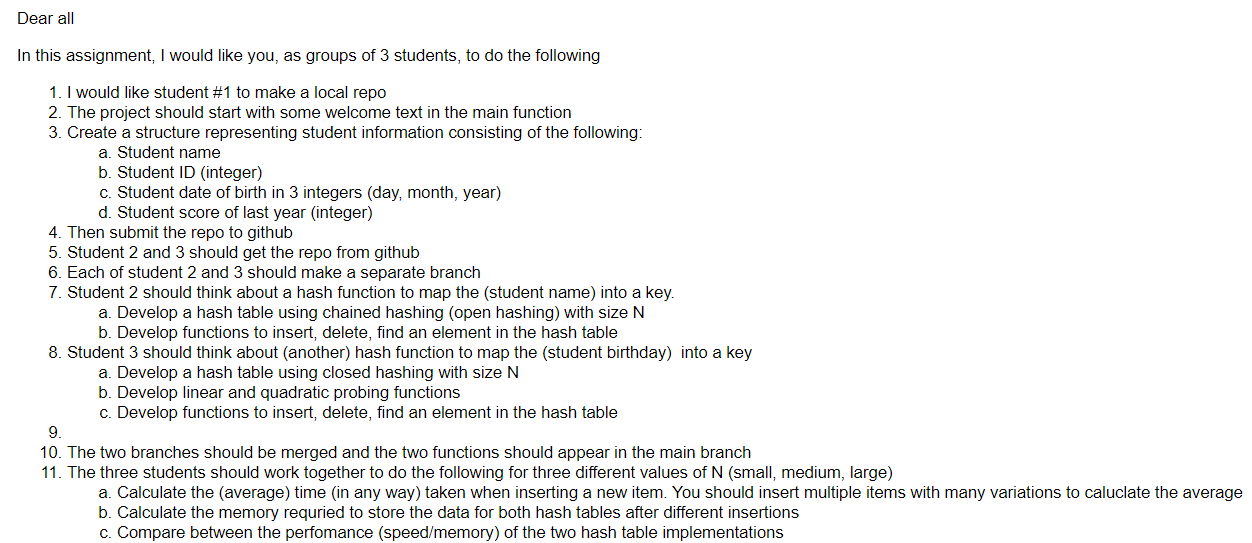 Dear all
In this assignment, I would like you, as groups of 3 students, to do the following
1. I would like student #1 to make a local repo
2. The project should start with some welcome text in the main function
3. Create a structure representing student information consisting of the following:
a. Student name
b. Student ID (integer)
c. Student date of birth in 3 integers (day, month, year)
d. Student score of last year (integer)
4. Then submit the repo to github
5. Student 2 and 3 should get the repo from github
6. Each of student 2 and 3 should make a separate branch
7. Student 2 should think about a hash function to map the (student name) into a key.
a. Develop a hash table using chained hashing (open hashing) with size N
b. Develop functions to insert, delete, find an element in the hash table
8. Student 3 should think about (another) hash function to map the (student birthday)  into a key
a. Develop a hash table using closed hashing with size N
b. Develop linear and quadratic probing functions
c. Develop functions to insert, delete, find an element in the hash table
9.
10. The two branches should be merged and the two functions should appear in the main branch
11. The three students should work together to do the following for three different values of N (small, medium, large)
a. Calculate the (average) time (in any way) taken when inserting a new item. You should insert multiple items with many variations to caluclate the average
b. Calculate the memory requried to store the data for both hash tables after different insertions
c. Compare between the perfomance (speed/memory) of the two hash table implementations